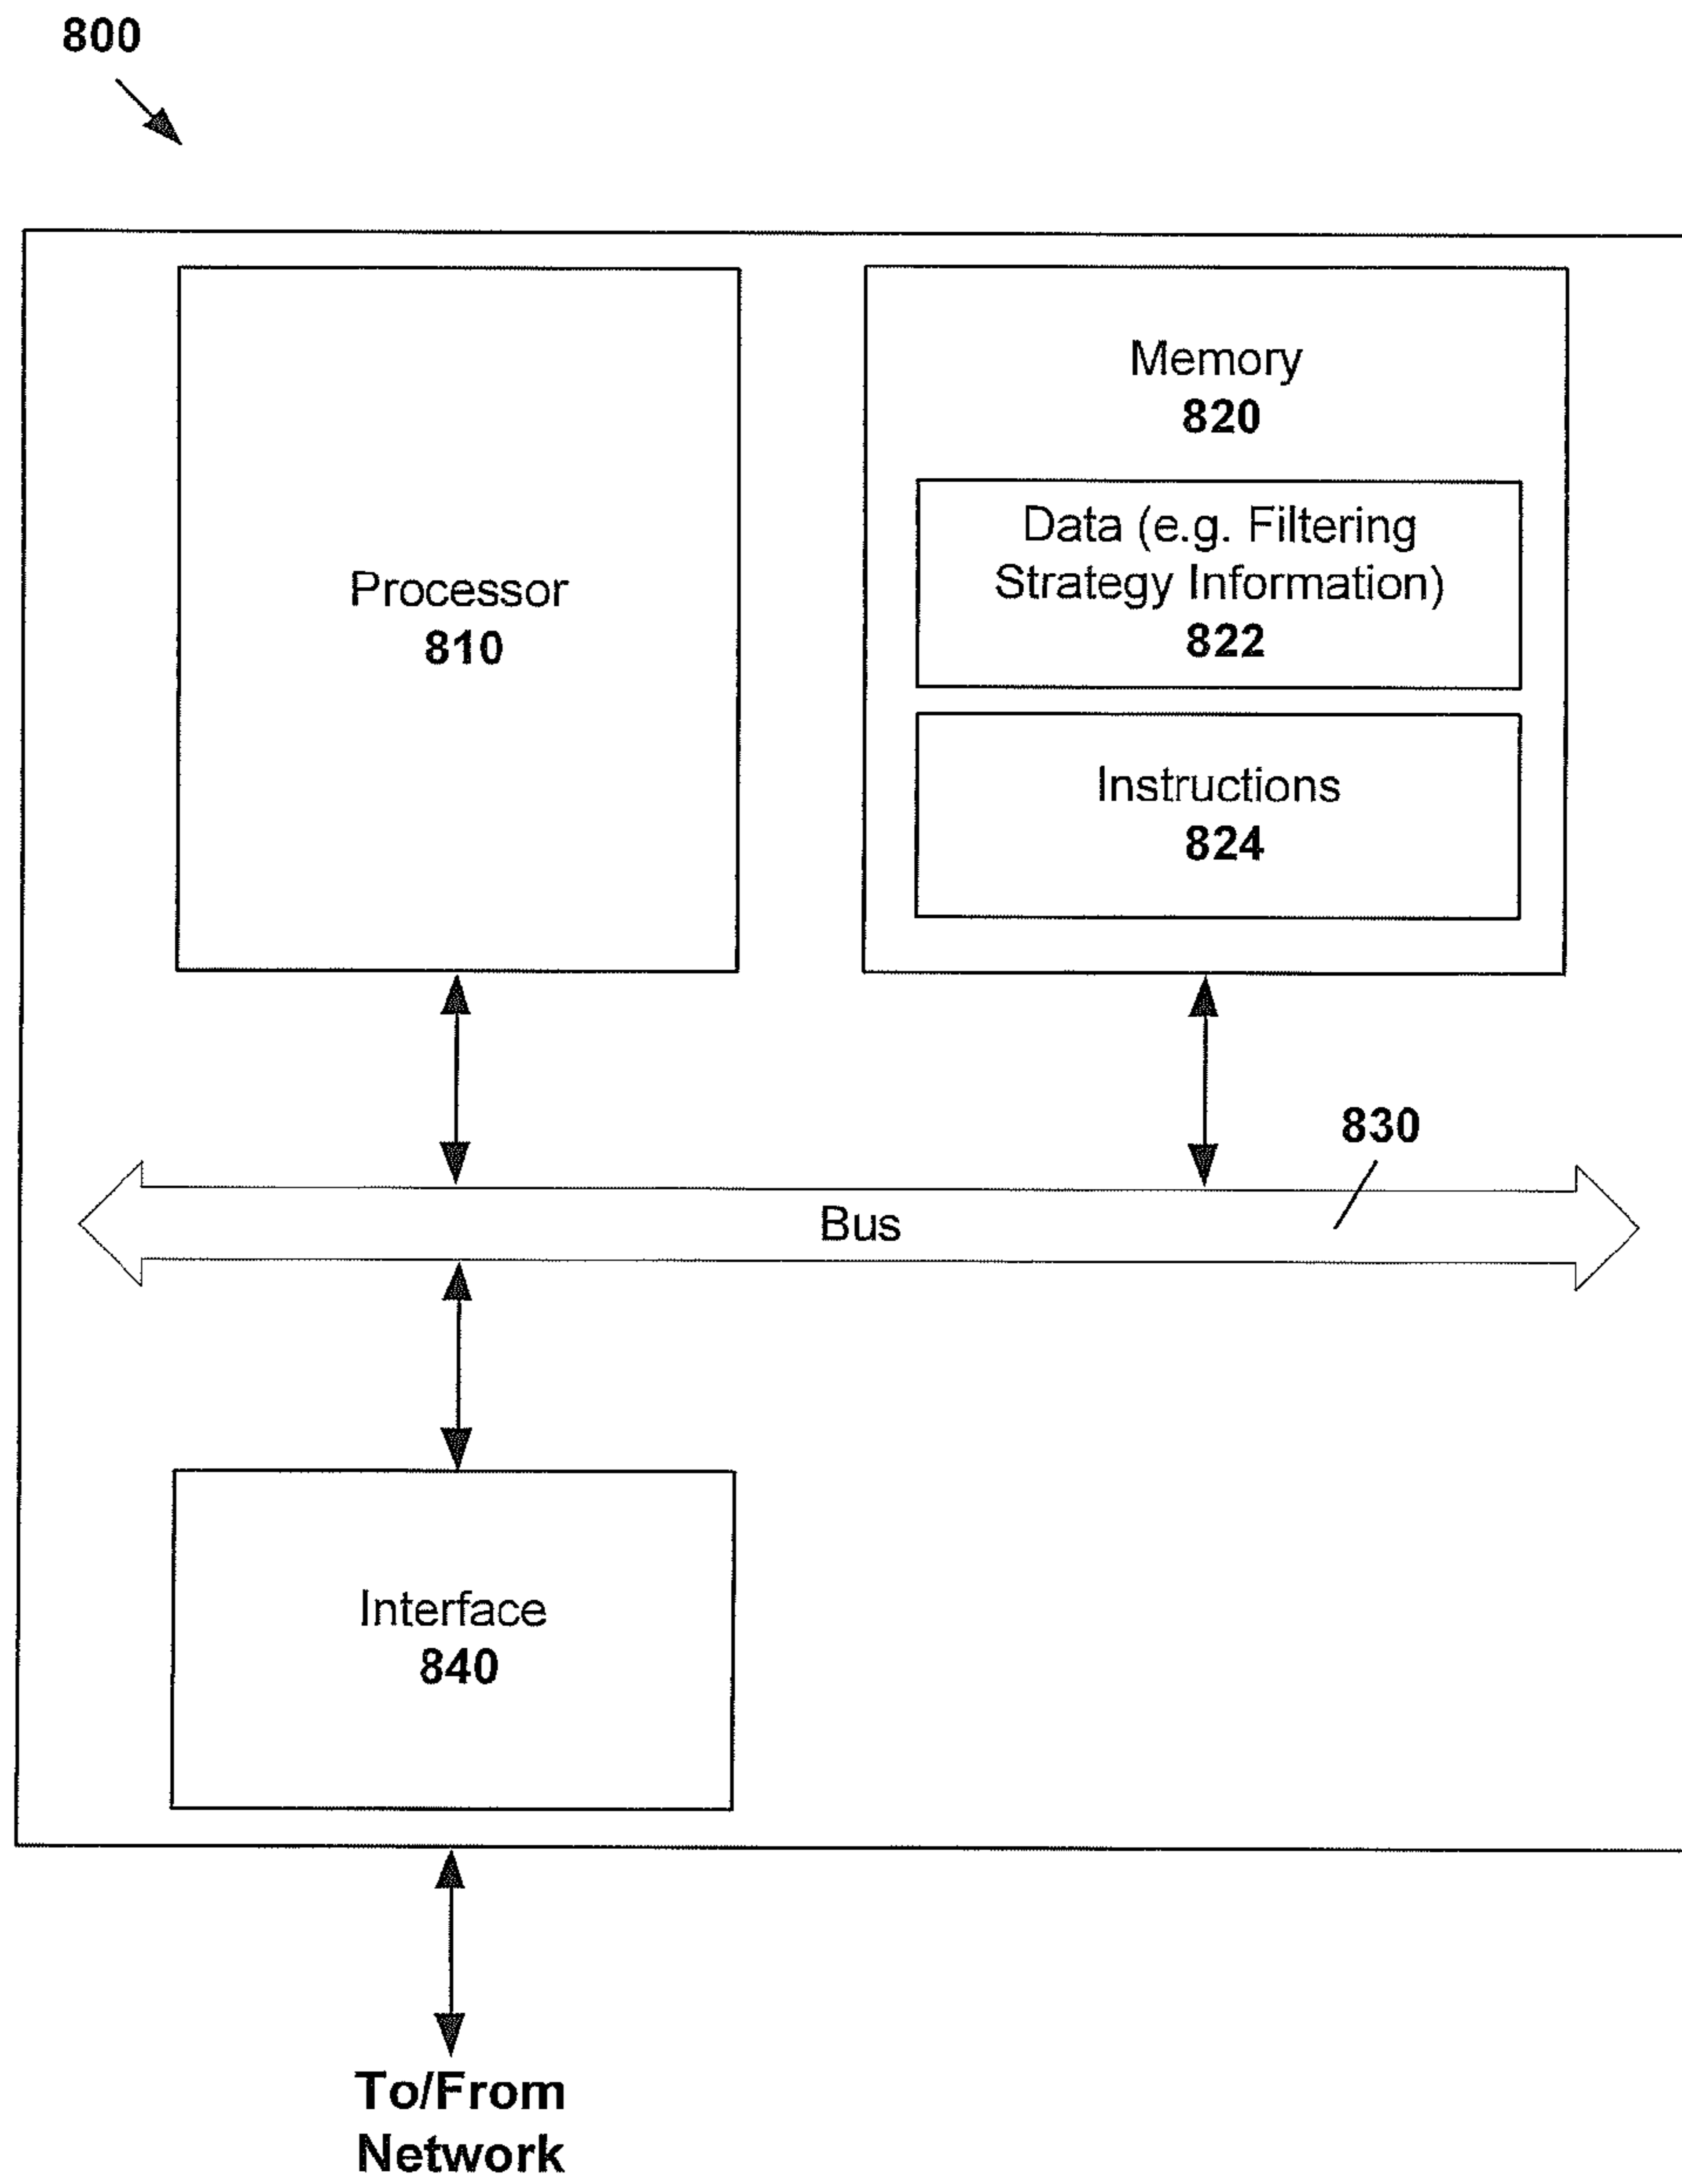 800
Processor
810
Memory
820
Data (e.g. Filtering
Strategy Information)
822
Instructions
824
830
Bus
Interface
840
To/From
Network